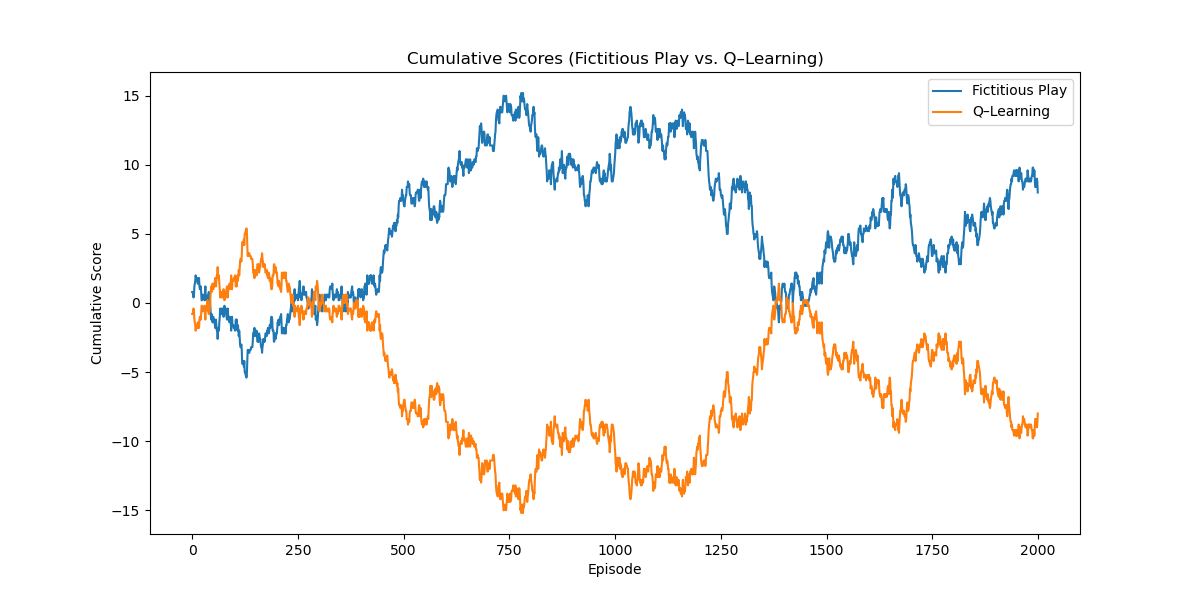 Cumulative Scores (Fictitious Play vs. Q–Learning)
Fictitious Play
Q–Learning
Cumulative Score
15
10
5
0
−5
−10
−15
0 250 500 750 1000 1250 1500 1750 2000
Episode